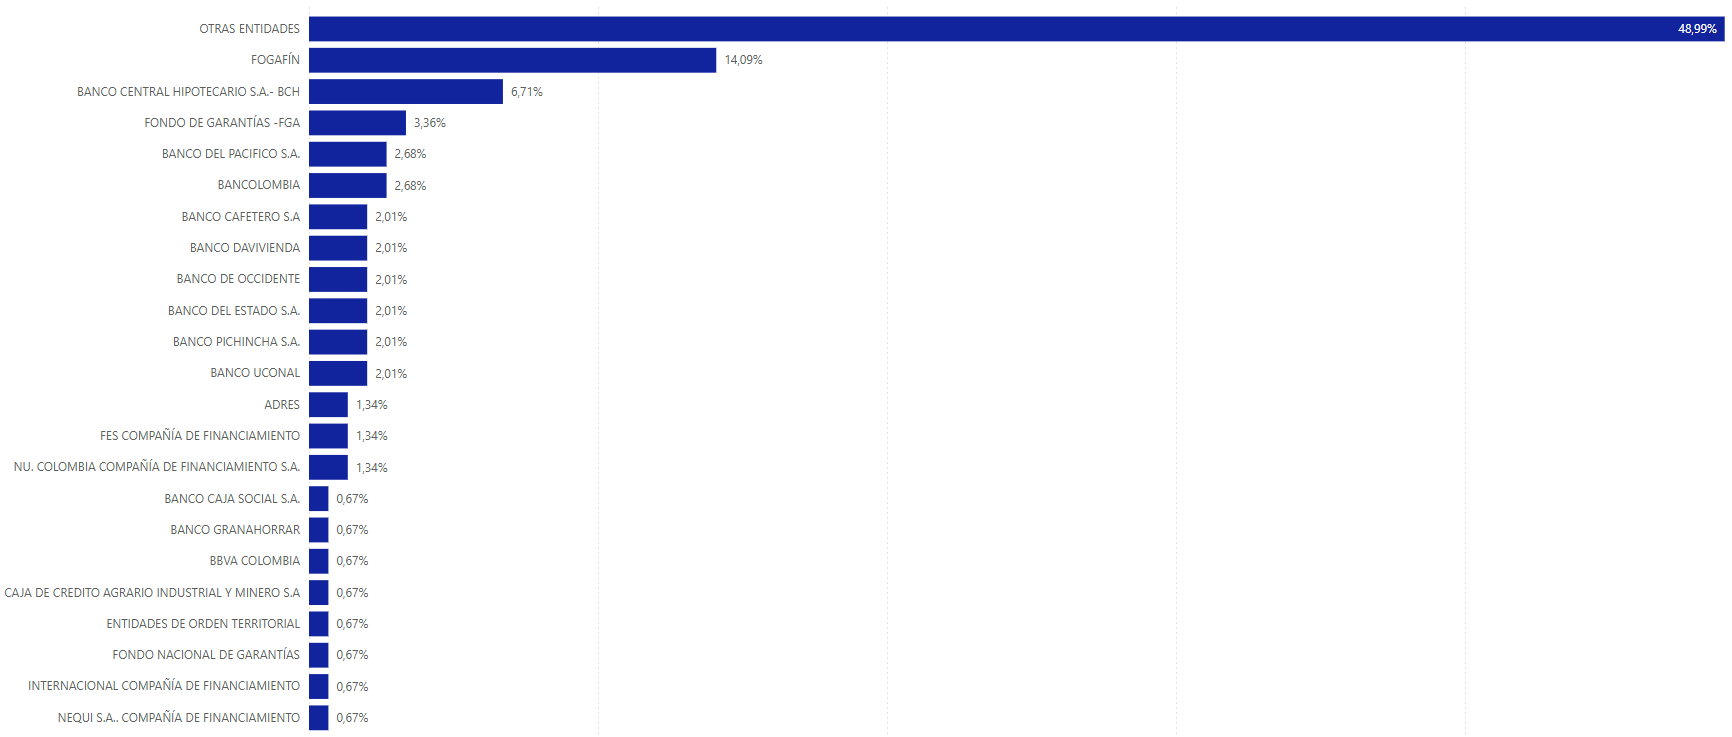 OTRAS ENTIDADES 48,99%
FOGAFÍN 14,09%
BANCO CENTRAL HIPOTECARIO S.A.- BCH 6,71%
FONDO DE GARANTÍAS -FGA 3,36%
BANCO DEL PACIFICO S.A. 2,68%
BANCOLOMBIA 2,68%
BANCO CAFETERO S.A 2,01%
BANCO DAVIVIENDA 2,01%
BANCO DE OCCIDENTE 2,01%
BANCO DEL ESTADO S.A. 2,01%
BANCO PICHINCHA S.A. 2,01%
BANCO UCONAL 2,01%
ADRES 1,34%
FES COMPAÑÍA DE FINANCIAMIENTO 1,34%
NU. COLOMBIA COMPAÑÍA DE FINANCIAMIENTO S.A. 1,34%
BANCO CAJA SOCIAL S.A. 0,67%
BANCO GRANAHORRAR 0,67%
BBVA COLOMBIA 0,67%
CAJA DE CREDITO AGRARIO INDUSTRIAL Y MINERO S.A 0,67%
ENTIDADES DE ORDEN TERRITORIAL 0,67%
FONDO NACIONAL DE GARANTÍAS 0,67%
INTERNACIONAL COMPAÑÍA DE FINANCIAMIENTO 0,67%
NEQUI S.A.. COMPAÑÍA DE FINANCIAMIENTO 0,67%